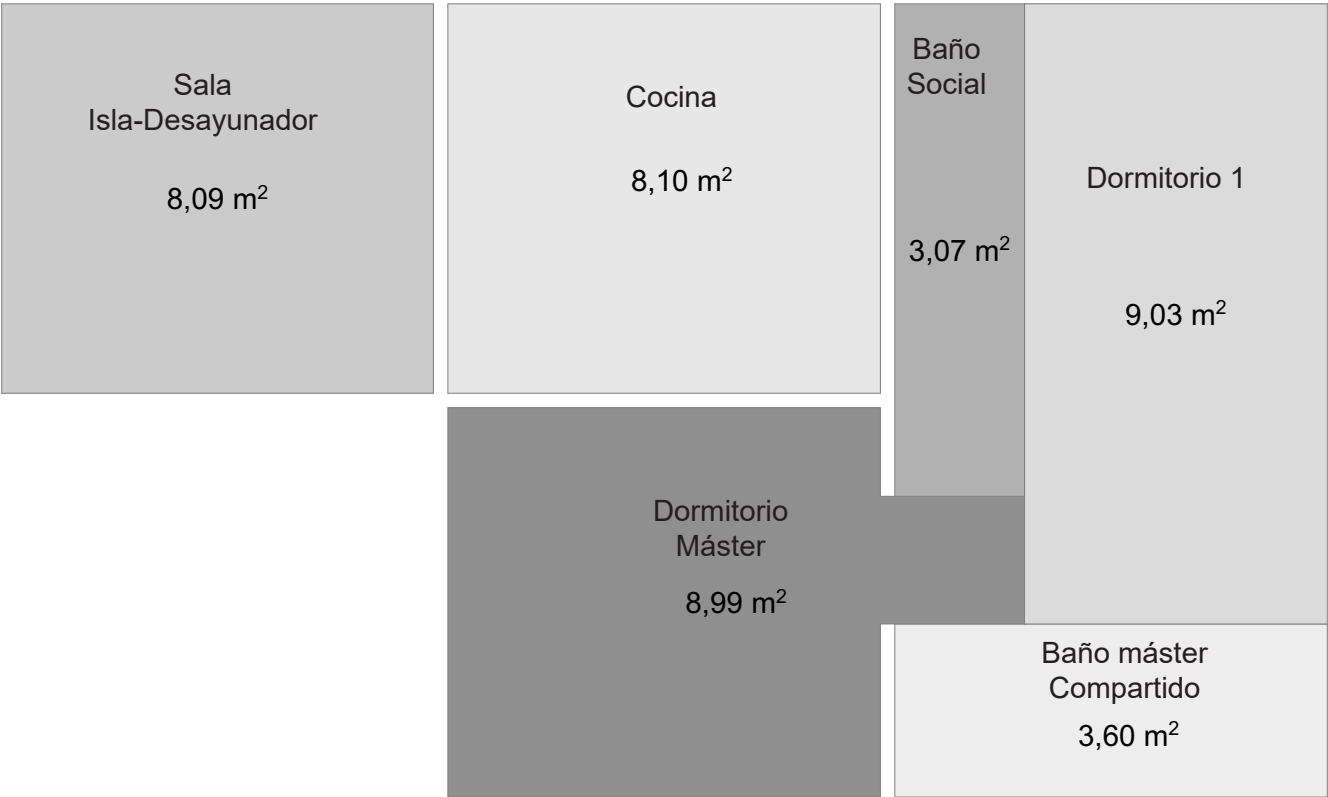 Sala
Isla-Desayunador
8,09 m²
Cocina
8,10 m²
Baño
Social
3,07 m²
Dormitorio 1
9,03 m²
Dormitorio
Máster
8,99 m²
Baño máster
Compartido
3,60 m²